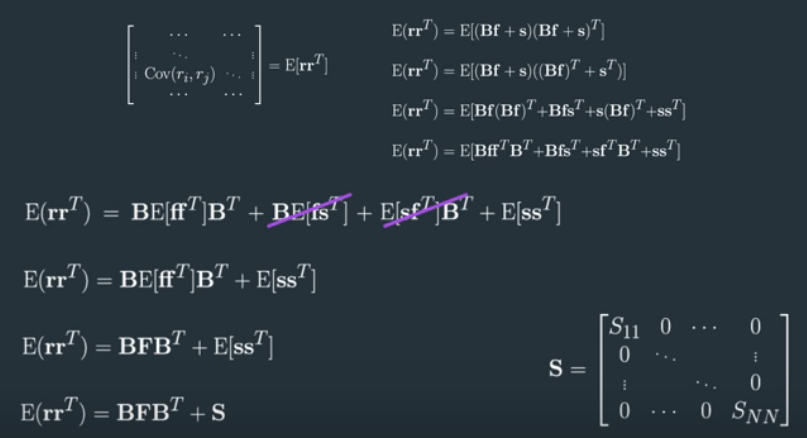 [⋯ ⋯ ⋮ ⋱ ⋮ ⋮ Cov(r_i, r_j) ⋱ ⋮ ⋯ ⋯] = E[rr^T]
E(rr^T) = E[(Bf + s)(Bf + s)^T]
E(rr^T) = E[(Bf + s)((Bf)^T + s^T)]
E(rr^T) = E[Bf(Bf)^T+Bfs^T+s(Bf)^T+ss^T]
E(rr^T) = E[Bff^TB^T+Bfs^T+sf^TB^T+ss^T]
E(rr^T) = BE[ff^T]B^T + BE[fs^T] + E[sf^T]B^T + E[ss^T]
E(rr^T) = BE[ff^T]B^T + E[ss^T]
E(rr^T) = BFB^T + E[ss^T]
E(rr^T) = BFB^T + S
S = [S_11 0 ⋯ 0
0 ⋱ ⋮
⋮ ⋱ 0
0 ⋯ 0 S_NN]